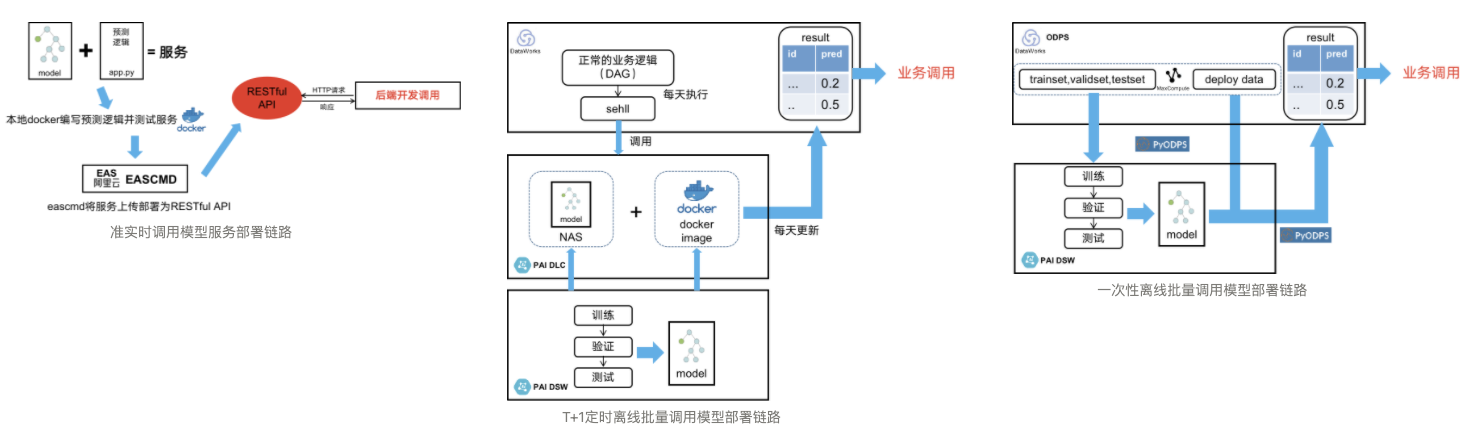 model
+
预测
逻辑
app.py
= 服务
本地docker编写预测逻辑并测试服务
docker
EAS
阿里云
EASCMD
eascmd将服务上传部署为RESTful API
RESTful
API
HTTP请求
响应
后端开发调用
准实时调用模型服务部署链路
DataWorks
正常的业务逻辑
(DAG)
每天执行
sehll
result
id pred
... 0.2
.. 0.5
业务调用
调用
model
NAS
+
docker
docker
image
每天更新
PAI DLC
训练
验证
测试
model
PAI DSW
T+1定时离线批量调用模型部署链路
DataWorks
ODPS
trainset,validset,testset
MaxCompute
deploy data
result
id pred
... 0.2
.. 0.5
业务调用
PyODPS
训练
验证
测试
model
PyODPS
PAI DSW
一次性离线批量调用模型部署链路